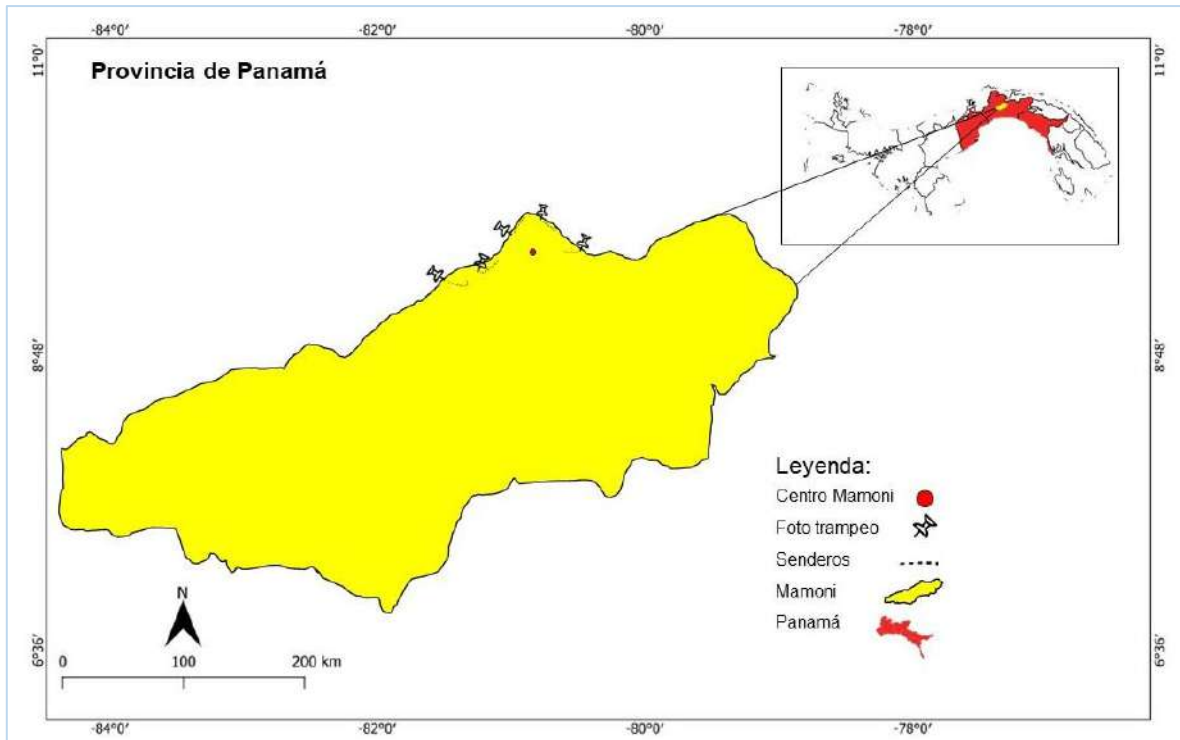 -84°0′ -82°0′ -80°0′ -78°0′
11°0′ 11°0′
Provincia de Panamá
8°48′ 8°48′
Leyenda:
Centro Mamoni
Foto trampeo
Senderos
Mamoni
Panamá
N
0 100 200 km
6°36′ 6°36′
-84°0′ -82°0′ -80°0′ -78°0′